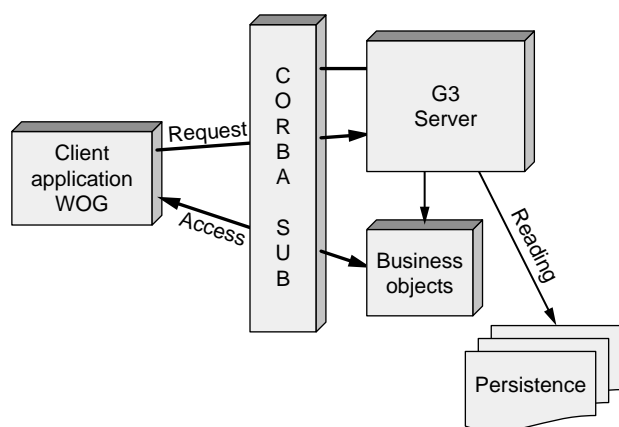 Client
application
WOG
Request
Access
C
O
R
B
A
S
U
B
G3
Server
Business
objects
Reading
Persistence